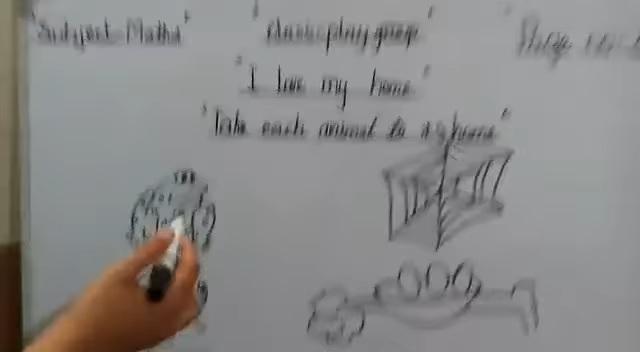 "Subject-Maths" "Class:-play group"
"I love my home"
"Take each animal to its home"